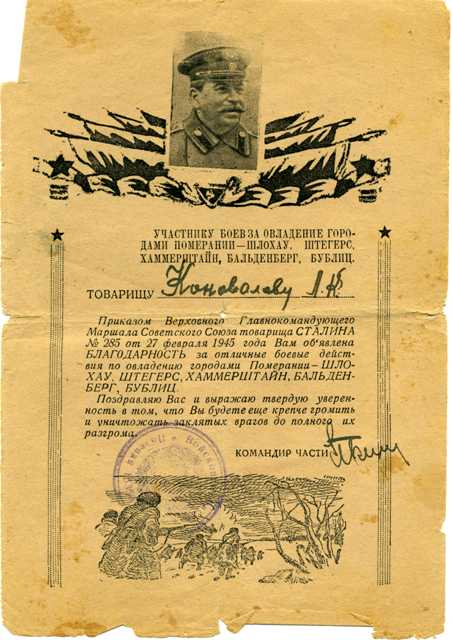 УЧАСТНИКУ БОЕВ ЗА ОВЛАДЕНИЕ ГОРО-
ДАМИ ПОМЕРАНИИ—ШЛОХАУ, ШТЕГЕРС,
ХАММЕРШТАЙН, БАЛЬДЕНБЕРГ, БУБЛИЦ.
ТОВАРИЩУ Коновалову
Приказом Верховного Главнокомандующего
Маршала Советского Союза товарища СТАЛИНА
№ 285 от 27 февраля 1945 года Вам об'явлена
БЛАГОДАРНОСТЬ за отличные боевые дейст-
вия по овладению городами Померании—ШЛО-
ХАУ, ШТЕГЕРС, ХАММЕРШТАЙН, БАЛЬДЕН-
БЕРГ, БУБЛИЦ.
Поздравляю Вас и выражаю твердую уверен-
ность в том, что Вы будете еще крепче громить
и уничтожать заклятых врагов до полного их
разгрома.
КОМАНДИР ЧАСТИ